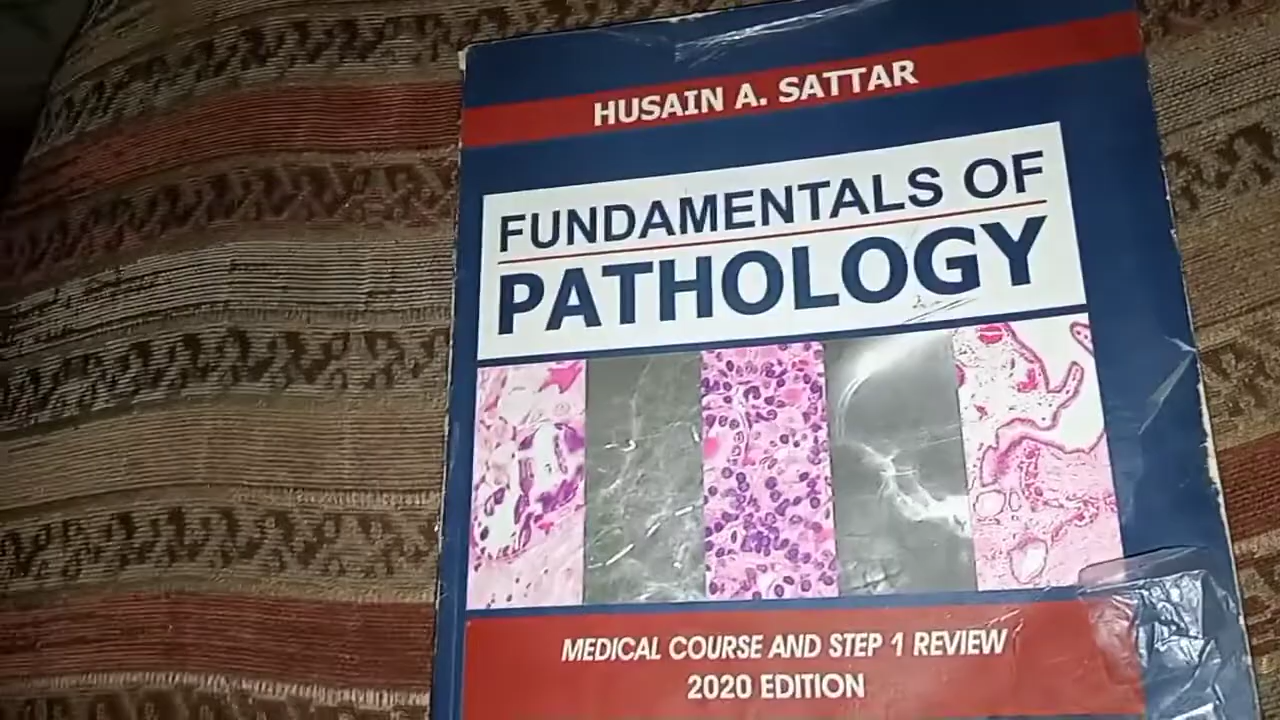 HUSAIN A. SATTAR
FUNDAMENTALS OF
PATHOLOGY
MEDICAL COURSE AND STEP 1 REVIEW
2020 EDITION